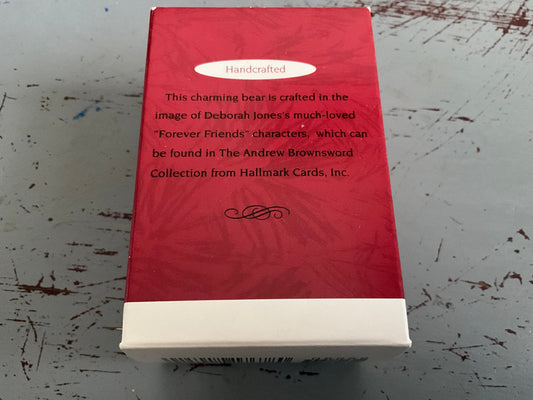 Handcrafted
This charming bear is crafted in the
image of Deborah Jones's much-loved
"Forever Friends" characters, which can
be found in The Andrew Brownsword
Collection from Hallmark Cards, Inc.